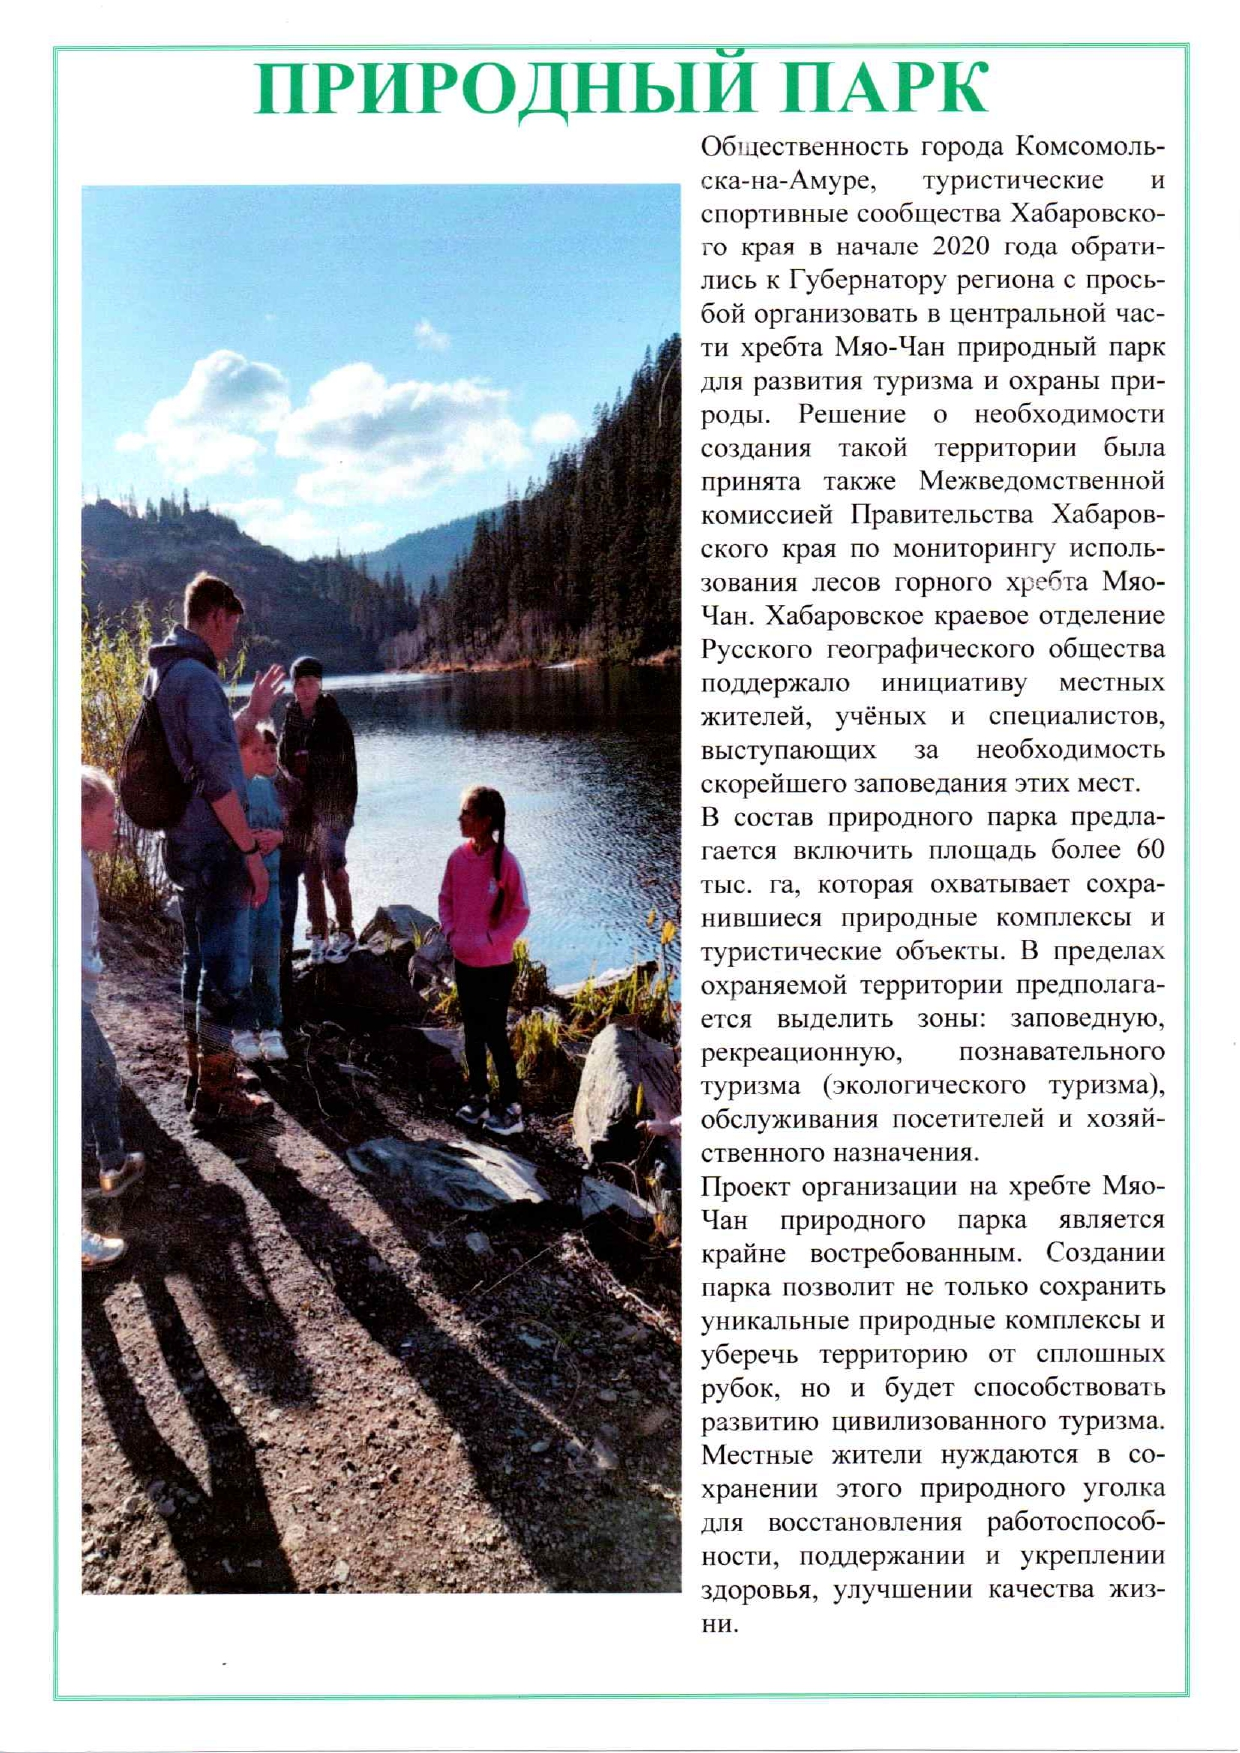 ПРИРОДНЫЙ ПАРК
Общественность города Комсомоль-
ска-на-Амуре, туристические и
спортивные сообщества Хабаровско-
го края в начале 2020 года обрати-
лись к Губернатору региона с прось-
бой организовать в центральной час-
ти хребта Мяо-Чан природный парк
для развития туризма и охраны при-
роды. Решение о необходимости
создания такой территории была
принята также Межведомственной
комиссией Правительства Хабаров-
ского края по мониторингу исполь-
зования лесов горного хребта Мяо-
Чан. Хабаровское краевое отделение
Русского географического общества
поддержало инициативу местных
жителей, учёных и специалистов,
выступающих за необходимость
скорейшего заповедания этих мест.
В состав природного парка предла-
гается включить площадь более 60
тыс. га, которая охватывает сохра-
нившиеся природные комплексы и
туристические объекты. В пределах
охраняемой территории предполага-
ется выделить зоны: заповедную,
рекреационную, познавательного
туризма (экологического туризма),
обслуживания посетителей и хозяй-
ственного назначения.
Проект организации на хребте Мяо-
Чан природного парка является
крайне востребованным. Создании
парка позволит не только сохранить
уникальные природные комплексы и
уберечь территорию от сплошных
рубок, но и будет способствовать
развитию цивилизованного туризма.
Местные жители нуждаются в со-
хранении этого природного уголка
для восстановления работоспособ-
ности, поддержании и укреплении
здоровья, улучшении качества жиз-
ни.